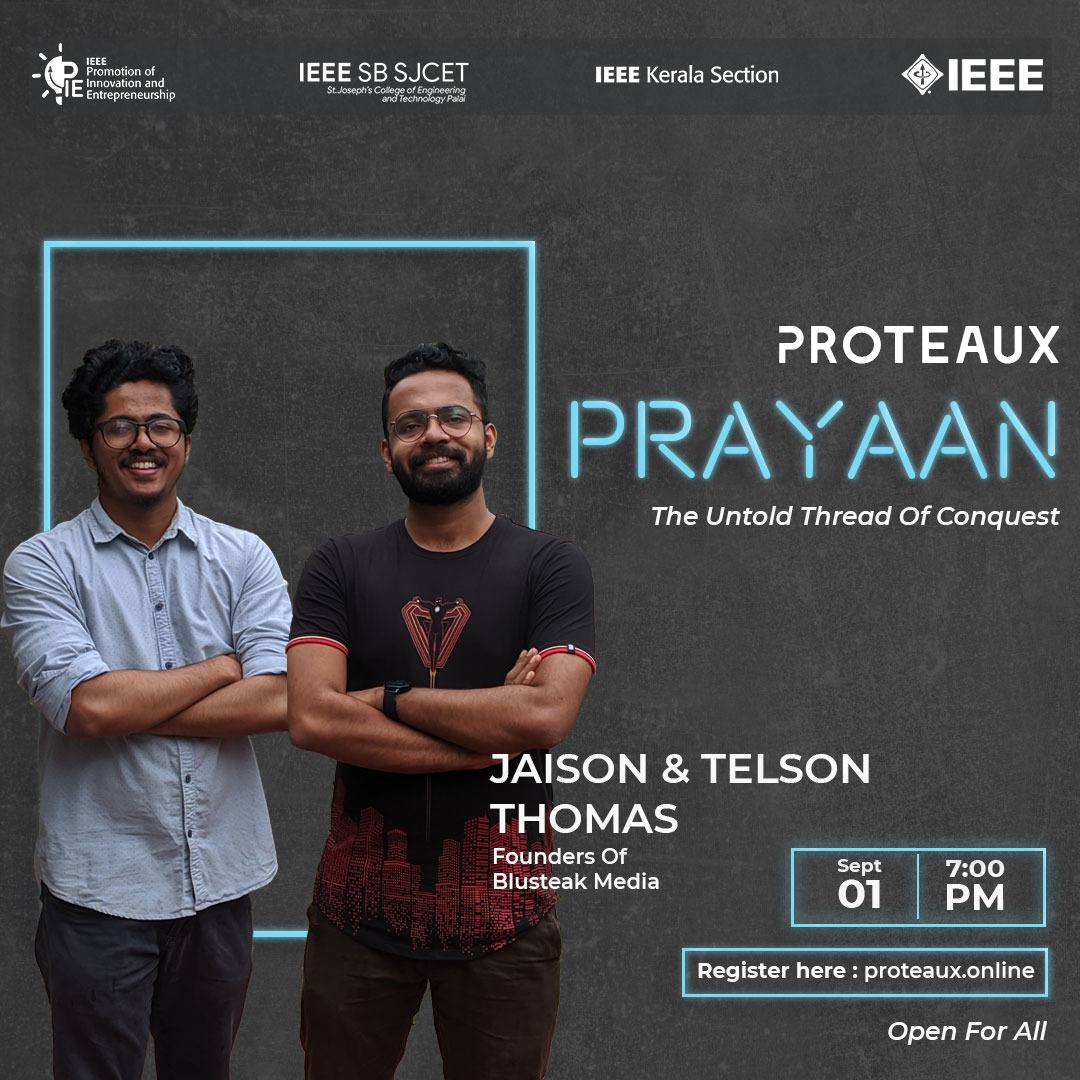 IEEE
Promotion of
Innovation and
Entrepreneurship
PIE
IEEE SB SJCET
St.Joseph's College of Engineering
and Technology Palai
IEEE Kerala Section
IEEE
PROTEAUX
PRAYAAN
The Untold Thread Of Conquest
JAISON & TELSON
THOMAS
Founders Of
Blusteak Media
Sept
01
7:00
PM
Register here : proteaux.online
Open For All